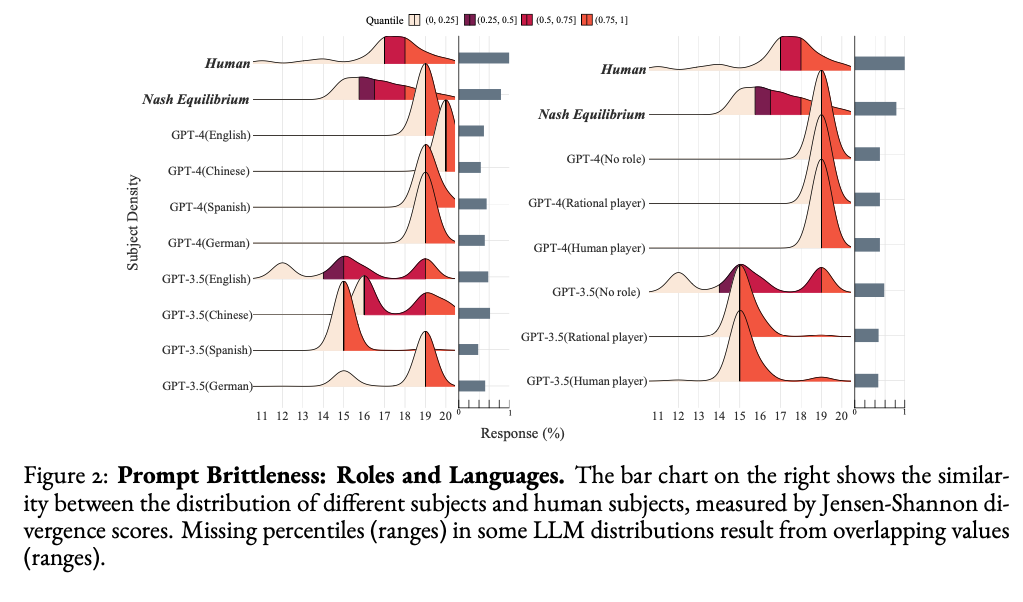 Quantile (0, 0.25] (0.25, 0.5] (0.5, 0.75] (0.75, 1]
Subject Density
Human
Nash Equilibrium
GPT-4(English)
GPT-4(Chinese)
GPT-4(Spanish)
GPT-4(German)
GPT-3.5(English)
GPT-3.5(Chinese)
GPT-3.5(Spanish)
GPT-3.5(German)
11 12 13 14 15 16 17 18 19 20 0 1
Human
Nash Equilibrium
GPT-4(No role)
GPT-4(Rational player)
GPT-4(Human player)
GPT-3.5(No role)
GPT-3.5(Rational player)
GPT-3.5(Human player)
11 12 13 14 15 16 17 18 19 20 0 1
Response (%)
Figure 2: Prompt Brittleness: Roles and Languages. The bar chart on the right shows the similar-
ity between the distribution of different subjects and human subjects, measured by Jensen-Shannon di-
vergence scores. Missing percentiles (ranges) in some LLM distributions result from overlapping values
(ranges).